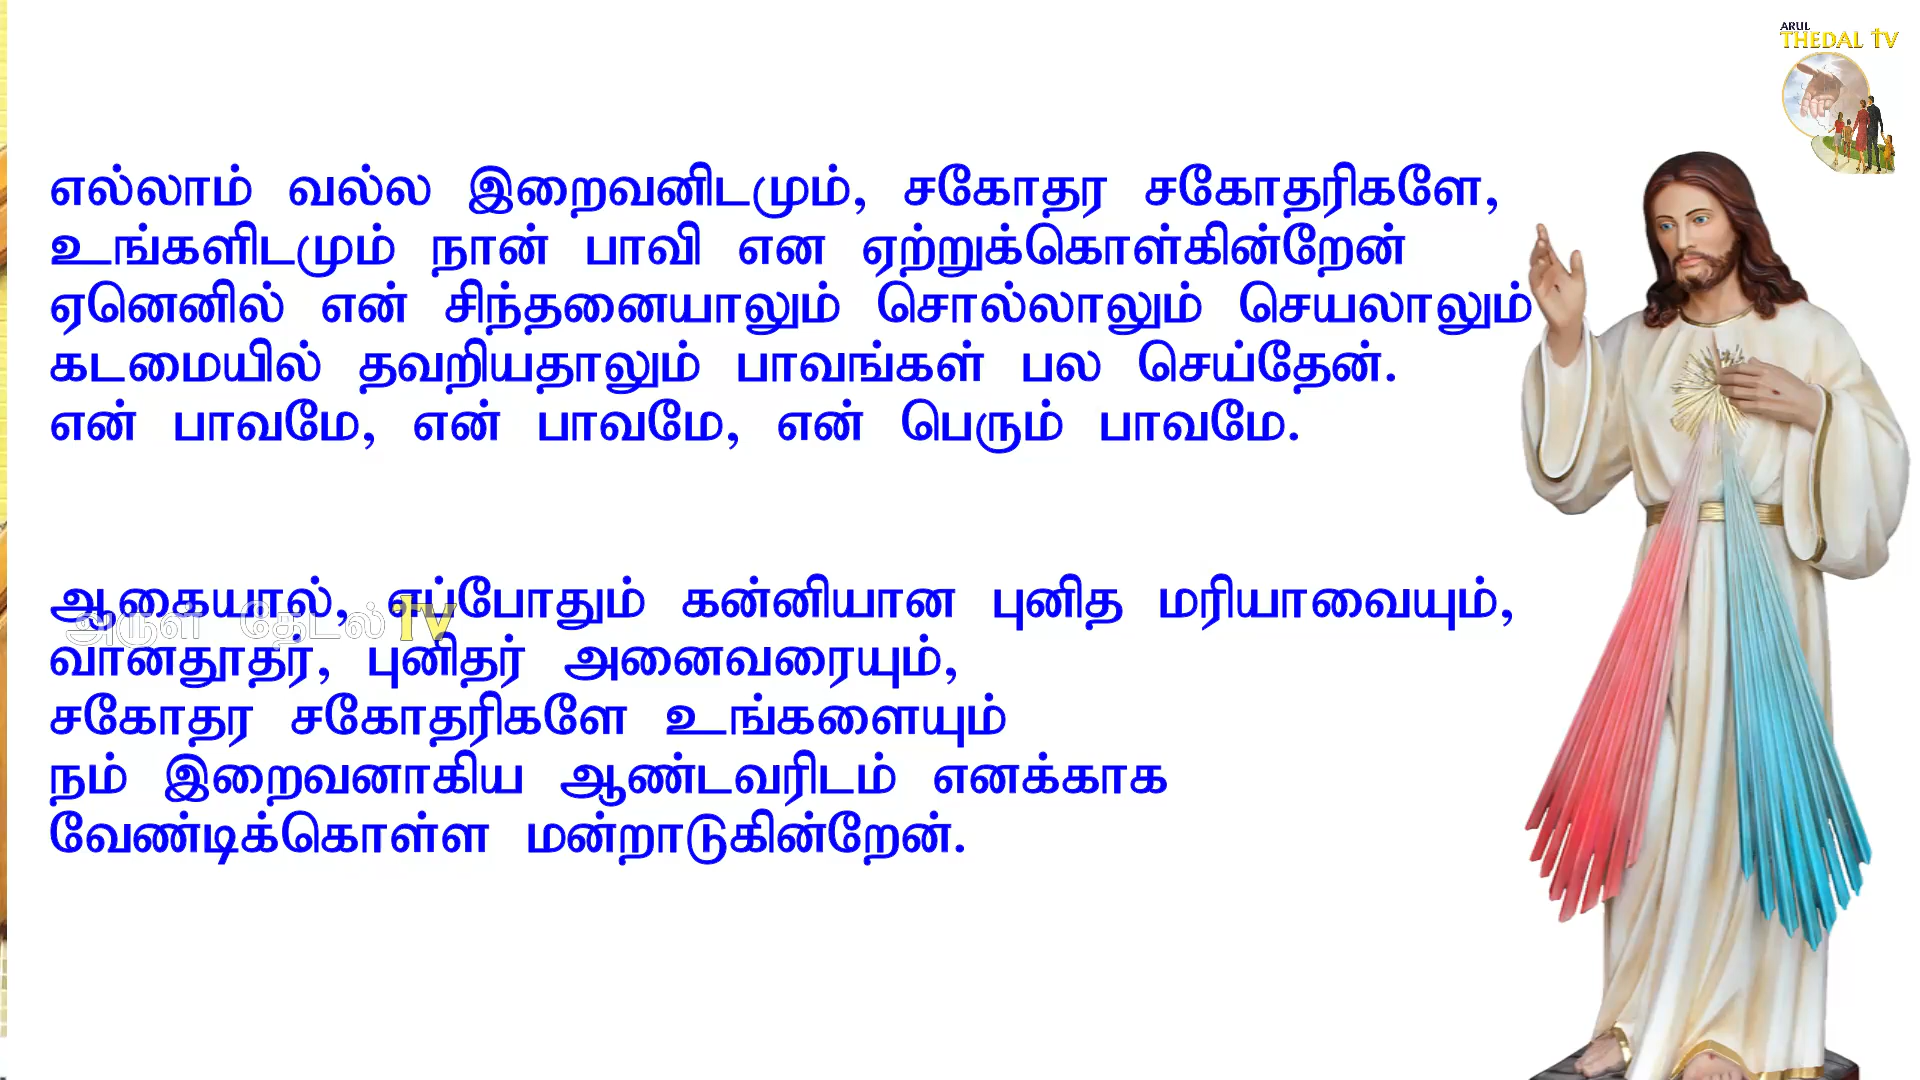 ARUL
THEDAL TV
எல்லாம் வல்ல இறைவனிடமும், சகோதர சகோதரிகளே,
உங்களிடமும் நான் பாவி என ஏற்றுக்கொள்கின்றேன்
ஏனெனில் என் சிந்தனையாலும் சொல்லாலும் செயலாலும்
கடமையில் தவறியதாலும் பாவங்கள் பல செய்தேன்.
என் பாவமே, என் பாவமே, என் பெரும் பாவமே.
ஆகையால், எப்போதும் கன்னியான புனித மரியாவையும்,
அருள் தேடல் TV
வானதூதர், புனிதர் அனைவரையும்,
சகோதர சகோதரிகளே உங்களையும்
நம் இறைவனாகிய ஆண்டவரிடம் எனக்காக
வேண்டிக்கொள்ள மன்றாடுகின்றேன்.